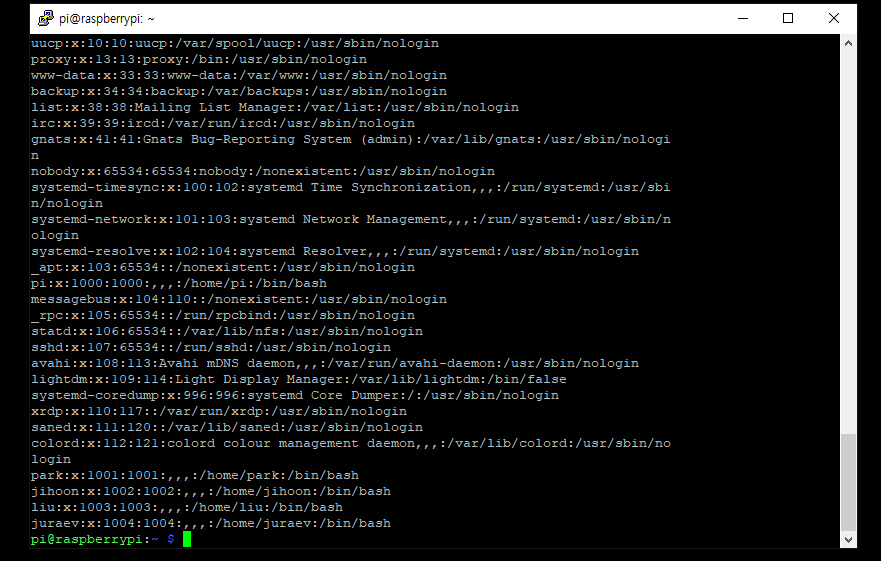 pi@raspberrypi: ~
uucp:x:10:10:uucp:/var/spool/uucp:/usr/sbin/nologin
proxy:x:13:13:proxy:/bin:/usr/sbin/nologin
www-data:x:33:33:www-data:/var/www:/usr/sbin/nologin
backup:x:34:34:backup:/var/backups:/usr/sbin/nologin
list:x:38:38:Mailing List Manager:/var/list:/usr/sbin/nologin
irc:x:39:39:ircd:/var/run/ircd:/usr/sbin/nologin
gnats:x:41:41:Gnats Bug-Reporting System (admin):/var/lib/gnats:/usr/sbin/nologi
n
nobody:x:65534:65534:nobody:/nonexistent:/usr/sbin/nologin
systemd-timesync:x:100:102:systemd Time Synchronization,,,:/run/systemd:/usr/sbi
n/nologin
systemd-network:x:101:103:systemd Network Management,,,:/run/systemd:/usr/sbin/n
ologin
systemd-resolve:x:102:104:systemd Resolver,,,:/run/systemd:/usr/sbin/nologin
_apt:x:103:65534::/nonexistent:/usr/sbin/nologin
pi:x:1000:1000:,,,:/home/pi:/bin/bash
messagebus:x:104:110::/nonexistent:/usr/sbin/nologin
_rpc:x:105:65534::/run/rpcbind:/usr/sbin/nologin
statd:x:106:65534::/var/lib/nfs:/usr/sbin/nologin
sshd:x:107:65534::/run/sshd:/usr/sbin/nologin
avahi:x:108:113:Avahi mDNS daemon,,,:/var/run/avahi-daemon:/usr/sbin/nologin
lightdm:x:109:114:Light Display Manager:/var/lib/lightdm:/bin/false
systemd-coredump:x:996:996:systemd Core Dumper:/:/usr/sbin/nologin
xrdp:x:110:117::/var/run/xrdp:/usr/sbin/nologin
saned:x:111:120::/var/lib/saned:/usr/sbin/nologin
colord:x:112:121:colord colour management daemon,,,:/var/lib/colord:/usr/sbin/no
login
park:x:1001:1001:,,,:/home/park:/bin/bash
jihoon:x:1002:1002:,,,:/home/jihoon:/bin/bash
liu:x:1003:1003:,,,:/home/liu:/bin/bash
juraev:x:1004:1004:,,,:/home/juraev:/bin/bash
pi@raspberrypi:~ $